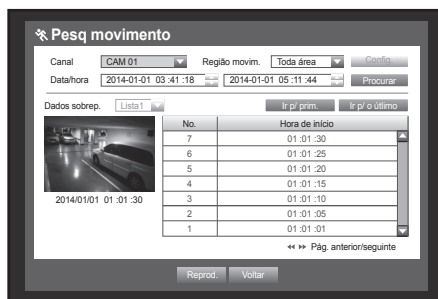 Pesq movimento
Canal CAM 01 Região movim. Toda área Config.
Data/hora 2014-01-01 03 :41 :18 2014-01-01 05 :11 :44 Procurar
Dados sobrep. Lista1 Ir p/ prim. Ir p/ o útlimo
No. Hora de início
7 01 :01 :30
6 01 :01 :25
5 01 :01 :20
4 01 :01 :15
3 01 :01 :10
2 01 :01 :05
1 01 :01 :01
2014/01/01 01 :01 :30
Pág. anterior/seguinte
Reprod. Voltar